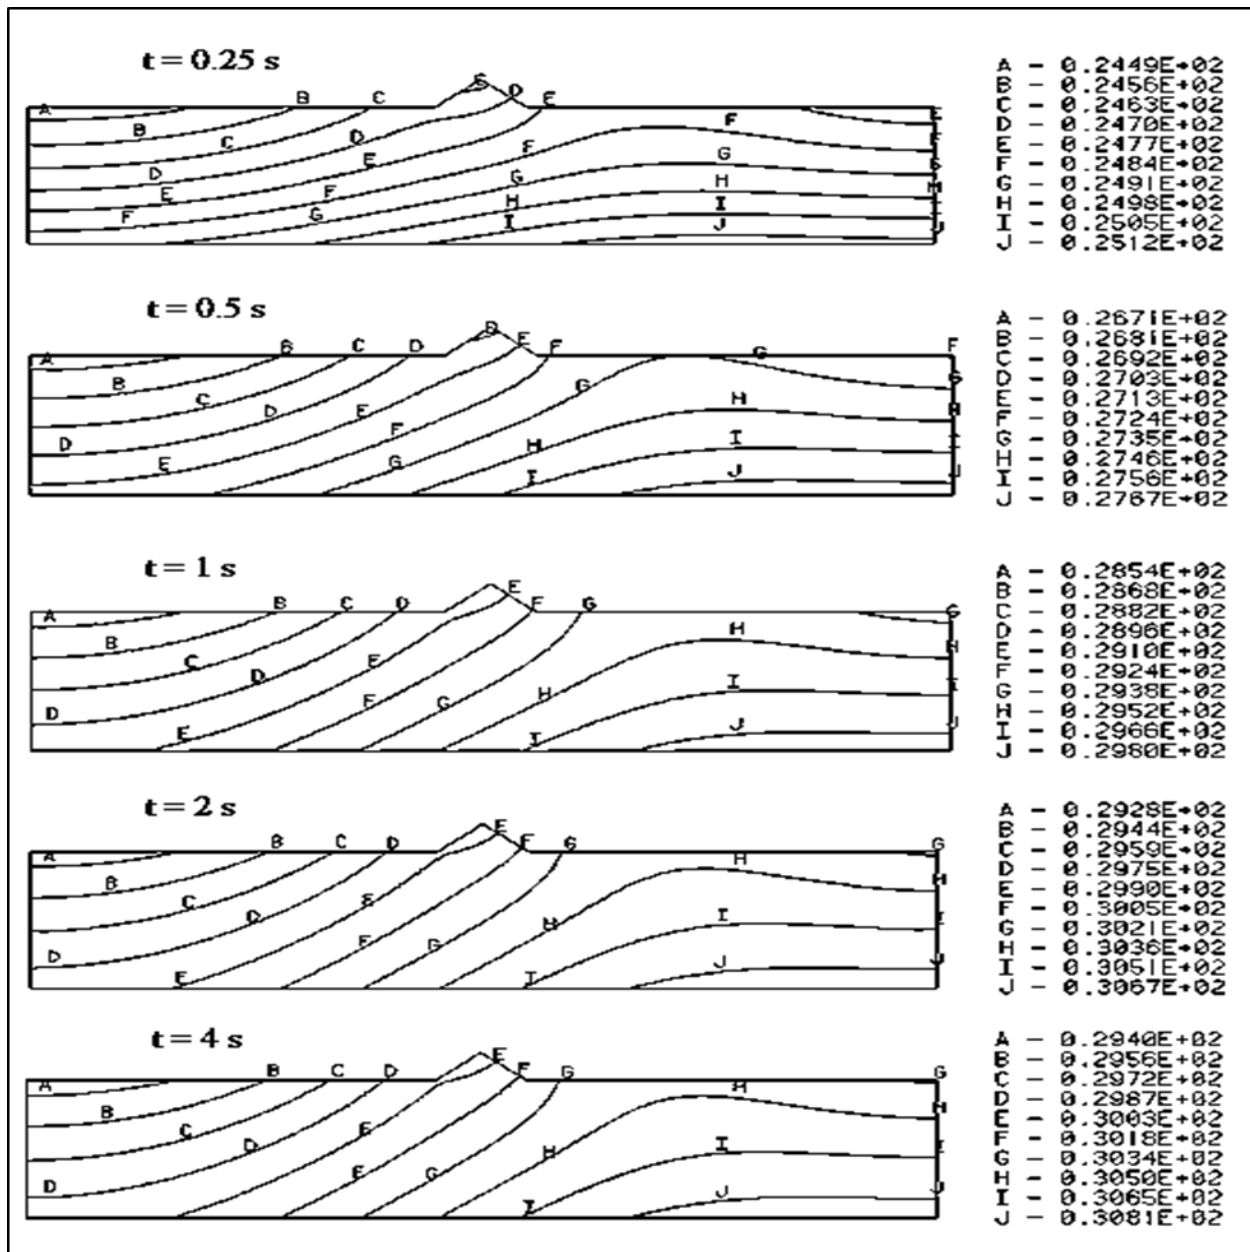 t = 0.25 s
A - 0.2449E+02
B - 0.2456E+02
C - 0.2463E+02
D - 0.2470E+02
E - 0.2477E+02
F - 0.2484E+02
G - 0.2491E+02
H - 0.2498E+02
I - 0.2505E+02
J - 0.2512E+02
D
B C E
A F
B C D
E F G
D G H
E F H I
F G I J
t = 0.5 s
A - 0.2671E+02
B - 0.2681E+02
C - 0.2692E+02
D - 0.2703E+02
E - 0.2713E+02
F - 0.2724E+02
G - 0.2735E+02
H - 0.2746E+02
I - 0.2756E+02
J - 0.2767E+02
B C D E F G F
A
B G
C D E H
D F H I
E G I J
t = 1 s
A - 0.2854E+02
B - 0.2868E+02
C - 0.2882E+02
D - 0.2896E+02
E - 0.2910E+02
F - 0.2924E+02
G - 0.2938E+02
H - 0.2952E+02
I - 0.2966E+02
J - 0.2980E+02
E
A B C D F G G
B H H
C D E I I
D F G H
E I J J
t = 2 s
A - 0.2928E+02
B - 0.2944E+02
C - 0.2959E+02
D - 0.2975E+02
E - 0.2990E+02
F - 0.3005E+02
G - 0.3021E+02
H - 0.3036E+02
I - 0.3051E+02
J - 0.3067E+02
E
A B C D F G H G
B H
C D E H I I
D F G J
E I
t = 4 s
A - 0.2940E+02
B - 0.2956E+02
C - 0.2972E+02
D - 0.2987E+02
E - 0.3003E+02
F - 0.3018E+02
G - 0.3034E+02
H - 0.3050E+02
I - 0.3065E+02
J - 0.3081E+02
E
A B C D F G H G
B H
C D E H I
D E G J
I